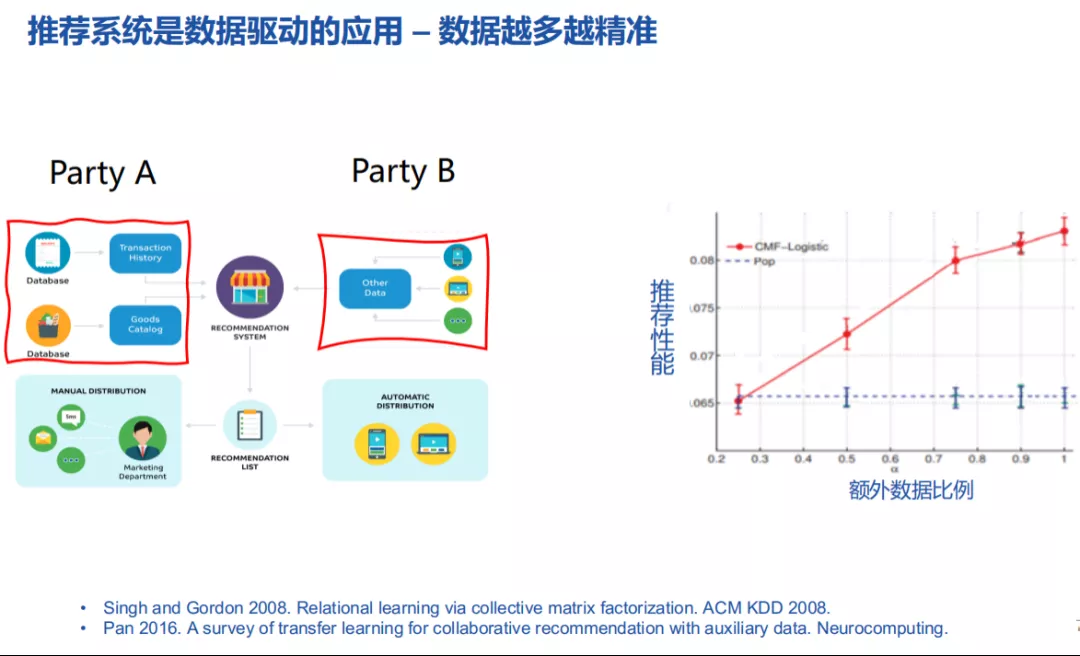 推荐系统是数据驱动的应用 – 数据越多越精准
Party A
Party B
Database
Transaction
History
Database
Goods
Catalog
RECOMMENDATION
SYSTEM
Other
Data
MANUAL DISTRIBUTION
Marketing
Department
RECOMMENDATION
LIST
AUTOMATIC
DISTRIBUTION
推荐性能
CMF-Logistic
Pop
0.08
.075
0.07
.065
0.2 0.3 0.4 0.5 0.6 0.7 0.8 0.9 1
α
额外数据比例
• Singh and Gordon 2008. Relational learning via collective matrix factorization. ACM KDD 2008.
• Pan 2016. A survey of transfer learning for collaborative recommendation with auxiliary data. Neurocomputing.